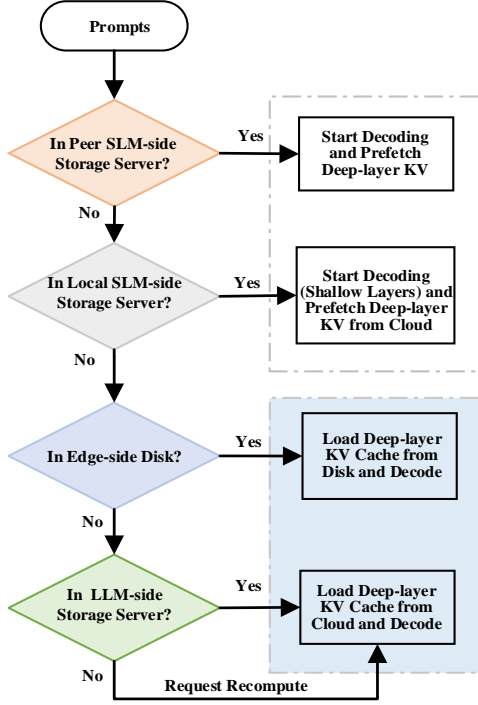 Prompts
In Peer SLM-side
Storage Server?
Yes
Start Decoding
and Prefetch
Deep-layer KV
No
In Local SLM-side
Storage Server?
Yes
Start Decoding
(Shallow Layers) and
Prefetch Deep-layer
KV from Cloud
No
In Edge-side Disk?
Yes
Load Deep-layer
KV Cache from
Disk and Decode
No
In LLM-side
Storage Server?
Yes
Load Deep-layer
KV Cache from
Cloud and Decode
No
Request Recompute